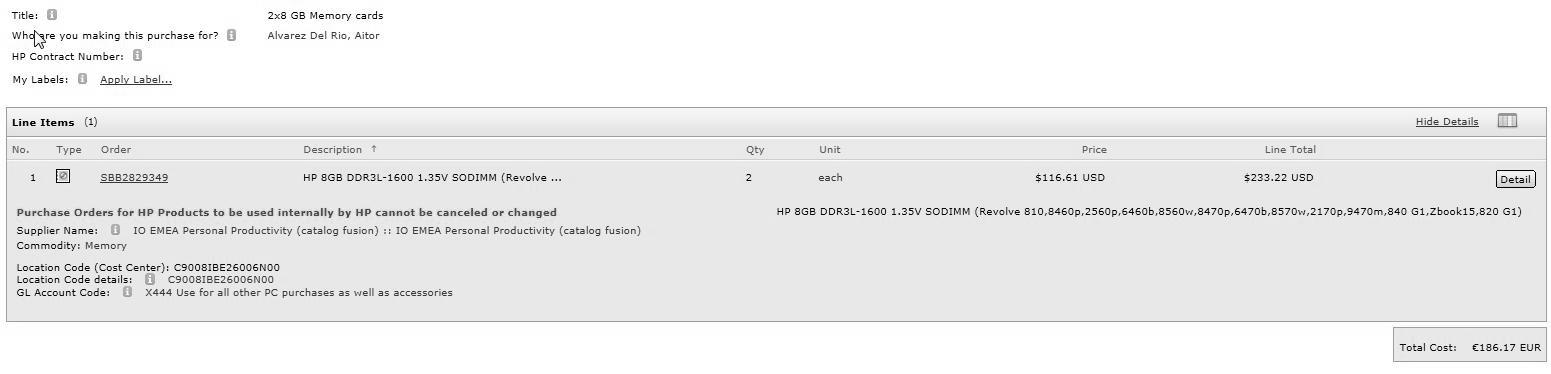 Title: 2x8 GB Memory cards
Who are you making this purchase for? Alvarez Del Rio, Aitor
HP Contract Number:
My Labels: Apply Label...
Line Items (1) Hide Details
No. Type Order Description ↑ Qty Unit Price Line Total
1 SBB2829349 HP 8GB DDR3L-1600 1.35V SODIMM (Revolve ... 2 each $116.61 USD $233.22 USD Detail
Purchase Orders for HP Products to be used internally by HP cannot be canceled or changed HP 8GB DDR3L-1600 1.35V SODIMM (Revolve 810,8460p,2560p,6460b,8560w,8470p,6470b,8570w,2170p,9470m,840 G1,Zbook15,820 G1)
Supplier Name: IO EMEA Personal Productivity (catalog fusion) :: IO EMEA Personal Productivity (catalog fusion)
Commodity: Memory
Location Code (Cost Center): C9008IBE26006N00
Location Code details: C9008IBE26006N00
GL Account Code: X444 Use for all other PC purchases as well as accessories
Total Cost: €186.17 EUR